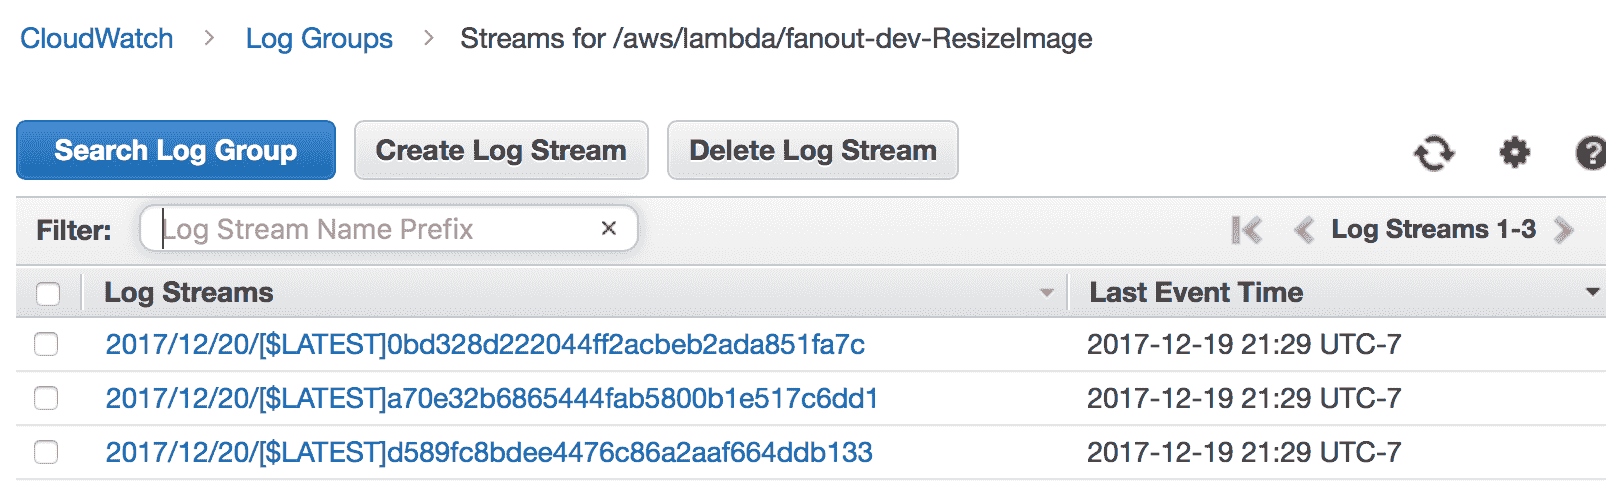 CloudWatch > Log Groups > Streams for /aws/lambda/fanout-dev-ResizeImage
Search Log Group Create Log Stream Delete Log Stream ?
Filter: Log Stream Name Prefix × Log Streams 1-3
Log Streams Last Event Time
2017/12/20/[$LATEST]0bd328d222044ff2acbeb2ada851fa7c 2017-12-19 21:29 UTC-7
2017/12/20/[$LATEST]a70e32b6865444fab5800b1e517c6dd1 2017-12-19 21:29 UTC-7
2017/12/20/[$LATEST]d589fc8bdee4476c86a2aaf664ddb133 2017-12-19 21:29 UTC-7